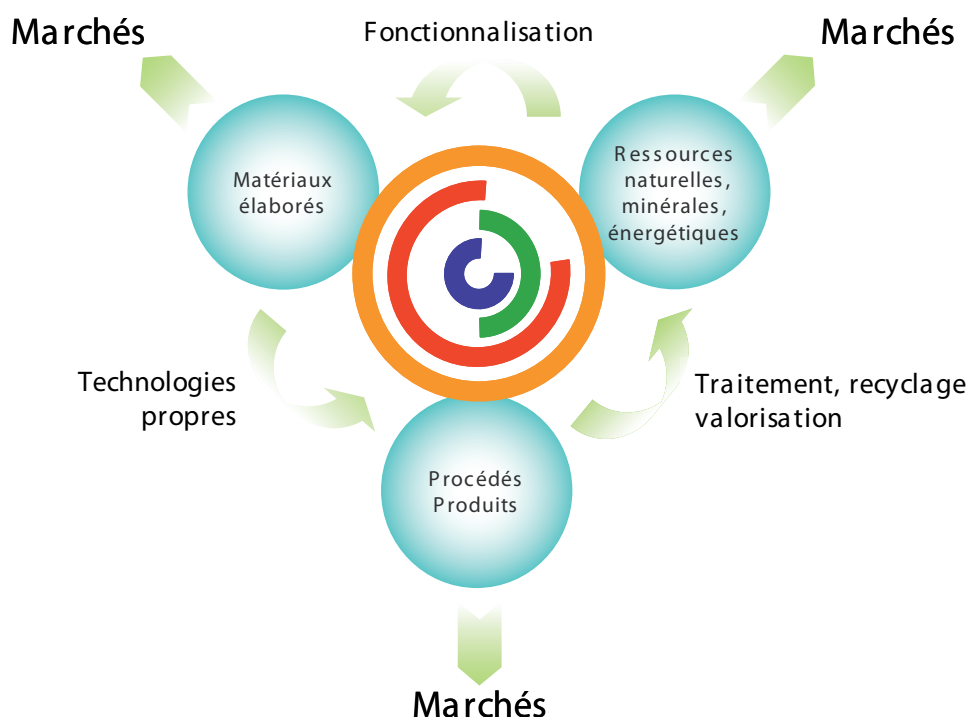 Marchés
Fonctionnalisation
Marchés
Matériaux
élaborés
Ressources
naturelles,
minérales,
énergétiques
Technologies
propres
Traitement, recyclage
valorisation
Procédés
Produits
Marchés